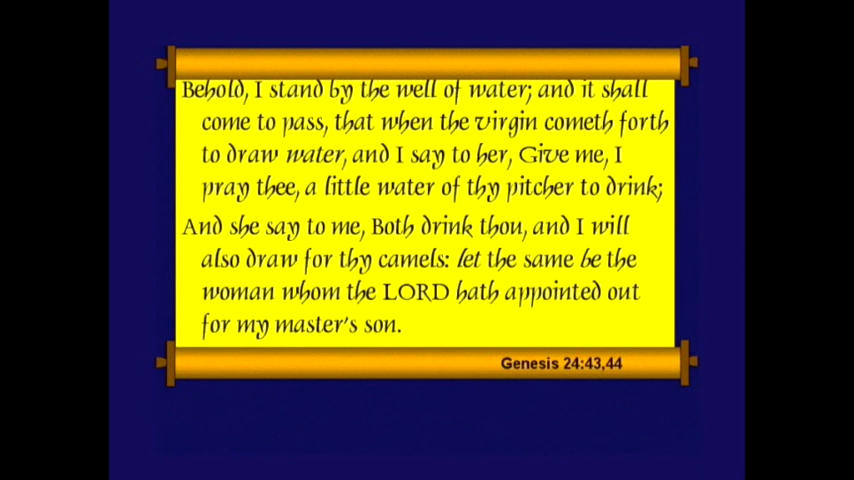 Behold, I stand by the well of water; and it shall
come to pass, that when the virgin cometh forth
to draw water, and I say to her, Give me, I
pray thee, a little water of thy pitcher to drink;
And she say to me, Both drink thou, and I will
also draw for thy camels: let the same be the
woman whom the LORD hath appointed out
for my master's son.
Genesis 24:43,44